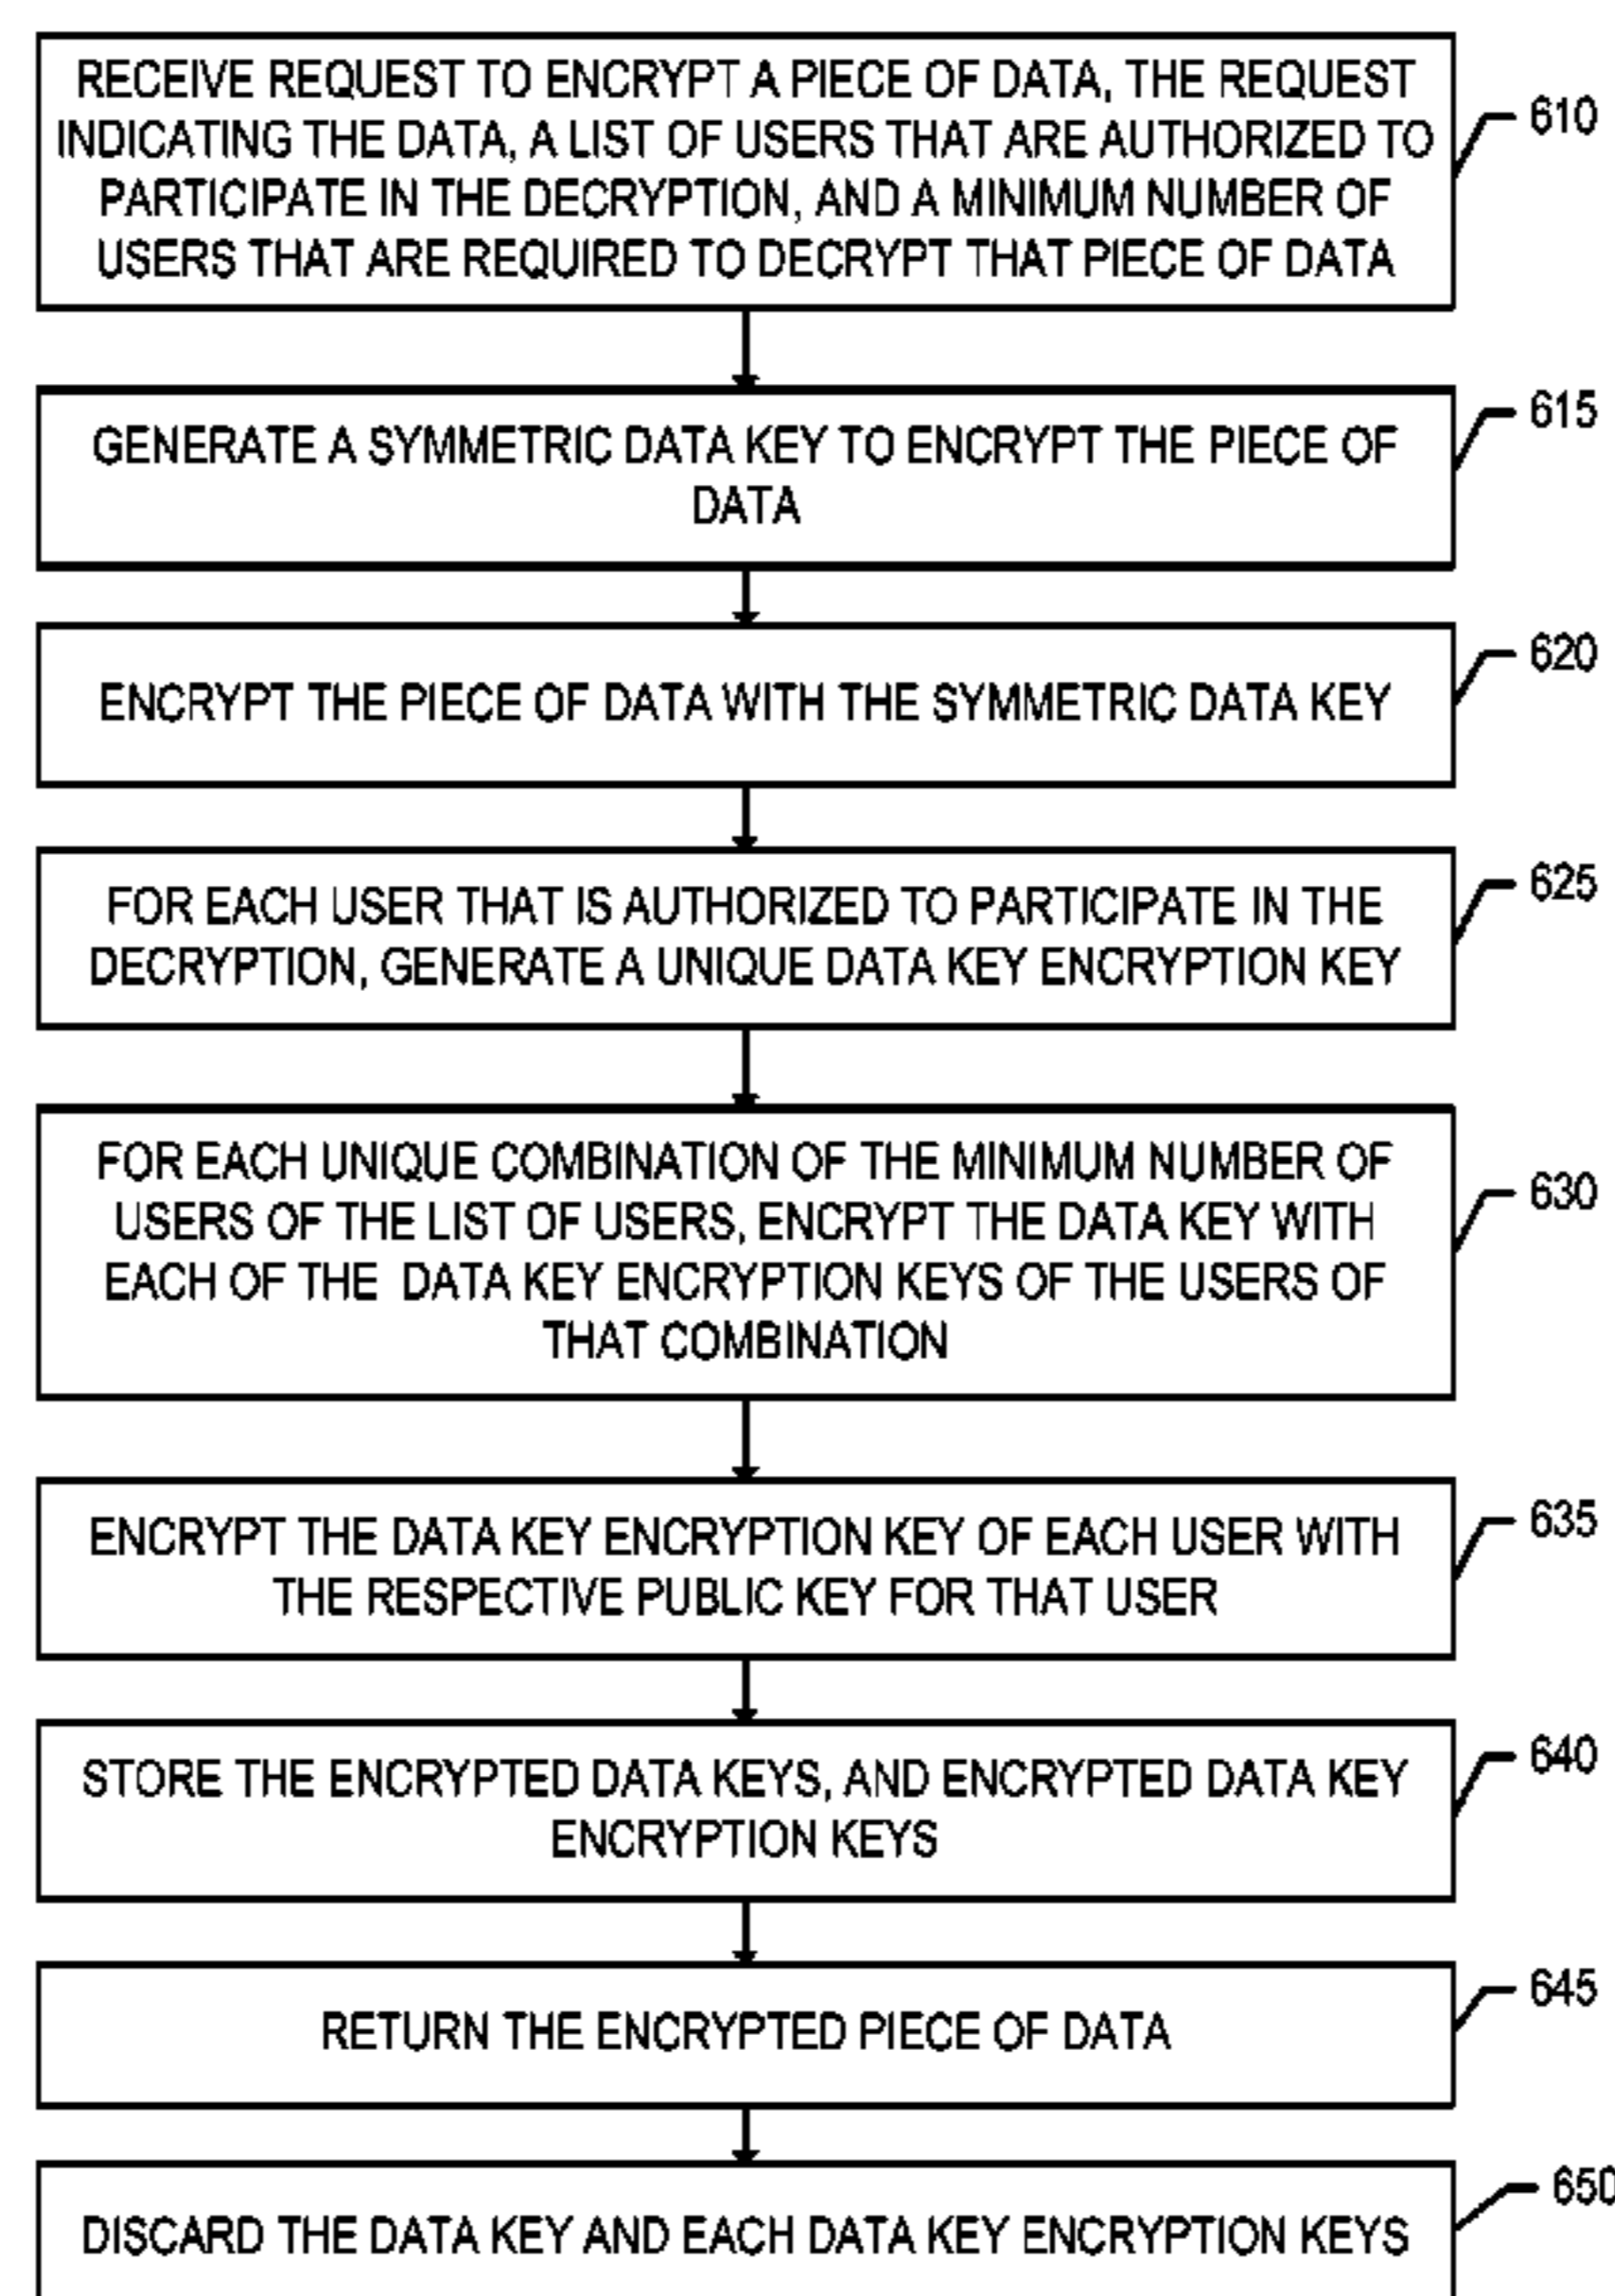 RECEIVE REQUEST TO ENCRYPT A PIECE OF DATA, THE REQUEST
INDICATING THE DATA, A LIST OF USERS THAT ARE AUTHORIZED TO
PARTICIPATE IN THE DECRYPTION, AND A MINIMUM NUMBER OF
USERS THAT ARE REQUIRED TO DECRYPT THAT PIECE OF DATA
610
GENERATE A SYMMETRIC DATA KEY TO ENCRYPT THE PIECE OF
DATA
615
ENCRYPT THE PIECE OF DATA WITH THE SYMMETRIC DATA KEY
620
FOR EACH USER THAT IS AUTHORIZED TO PARTICIPATE IN THE
DECRYPTION, GENERATE A UNIQUE DATA KEY ENCRYPTION KEY
625
FOR EACH UNIQUE COMBINATION OF THE MINIMUM NUMBER OF
USERS OF THE LIST OF USERS, ENCRYPT THE DATA KEY WITH
EACH OF THE DATA KEY ENCRYPTION KEYS OF THE USERS OF
THAT COMBINATION
630
ENCRYPT THE DATA KEY ENCRYPTION KEY OF EACH USER WITH
THE RESPECTIVE PUBLIC KEY FOR THAT USER
635
STORE THE ENCRYPTED DATA KEYS, AND ENCRYPTED DATA KEY
ENCRYPTION KEYS
640
RETURN THE ENCRYPTED PIECE OF DATA
645
DISCARD THE DATA KEY AND EACH DATA KEY ENCRYPTION KEYS
650